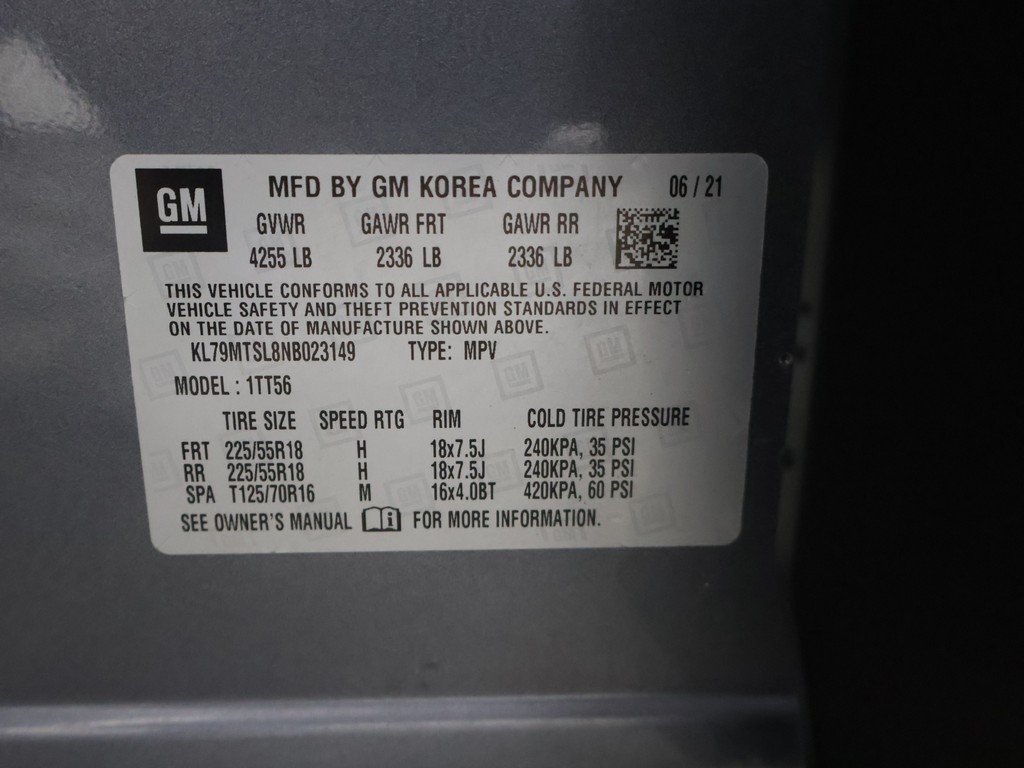 GM MFD BY GM KOREA COMPANY 06 / 21
GVWR GAWR FRT GAWR RR
4255 LB 2336 LB 2336 LB
THIS VEHICLE CONFORMS TO ALL APPLICABLE U.S. FEDERAL MOTOR
VEHICLE SAFETY AND THEFT PREVENTION STANDARDS IN EFFECT
ON THE DATE OF MANUFACTURE SHOWN ABOVE.
KL79MTSL8NB023149 TYPE: MPV
MODEL : 1TT56
TIRE SIZE SPEED RTG RIM COLD TIRE PRESSURE
FRT 225/55R18 H 18x7.5J 240KPA, 35 PSI
RR 225/55R18 H 18x7.5J 240KPA, 35 PSI
SPA T125/70R16 M 16x4.0BT 420KPA, 60 PSI
SEE OWNER'S MANUAL i FOR MORE INFORMATION.